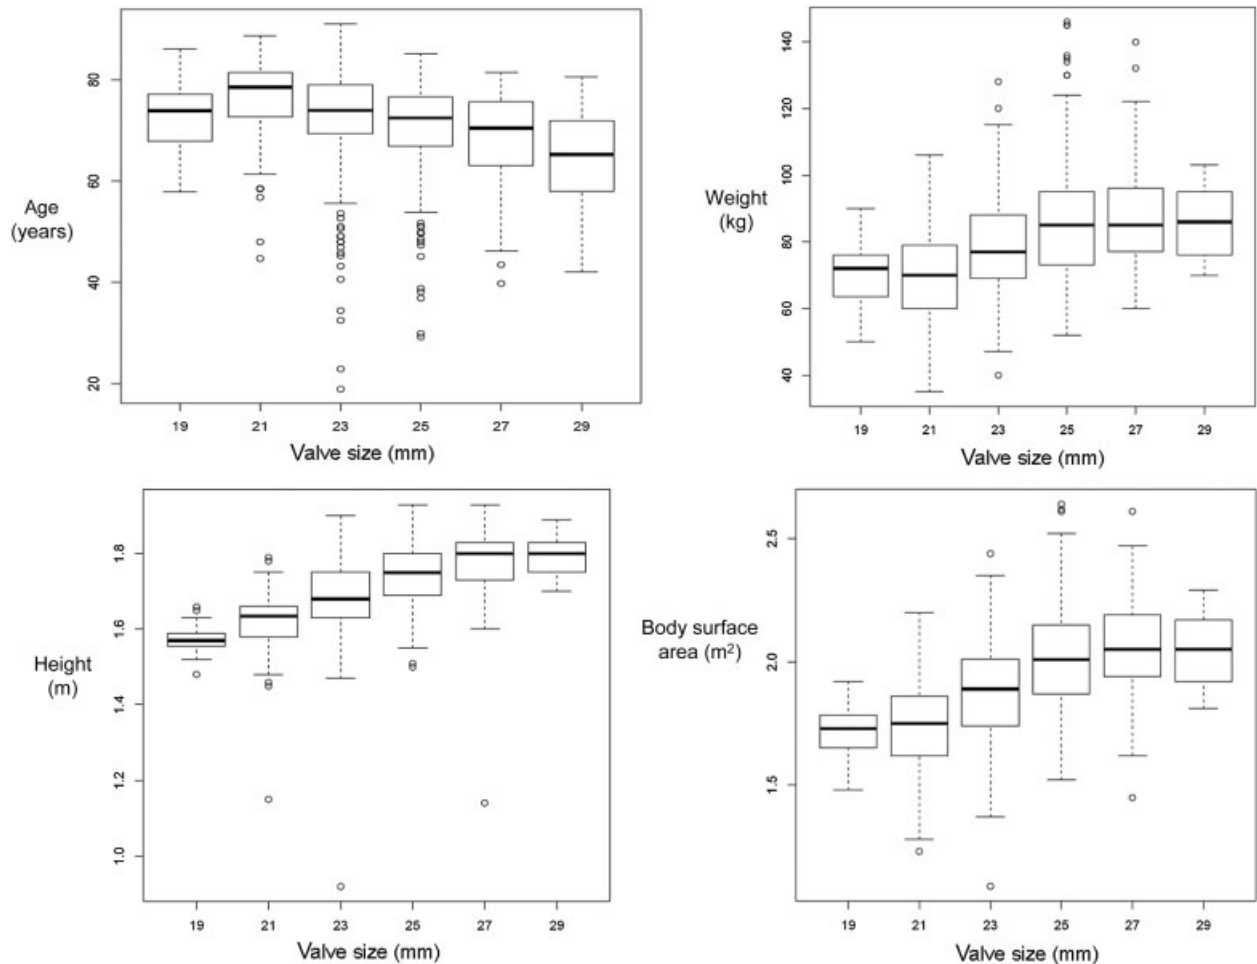 80
60
40
20
Age
(years)
19 21 23 25 27 29
Valve size (mm)
140
120
100
80
60
40
Weight
(kg)
19 21 23 25 27 29
Valve size (mm)
1.8
1.6
1.4
1.2
1.0
Height
(m)
19 21 23 25 27 29
Valve size (mm)
2.5
2.0
1.5
Body surface
area (m²)
19 21 23 25 27 29
Valve size (mm)